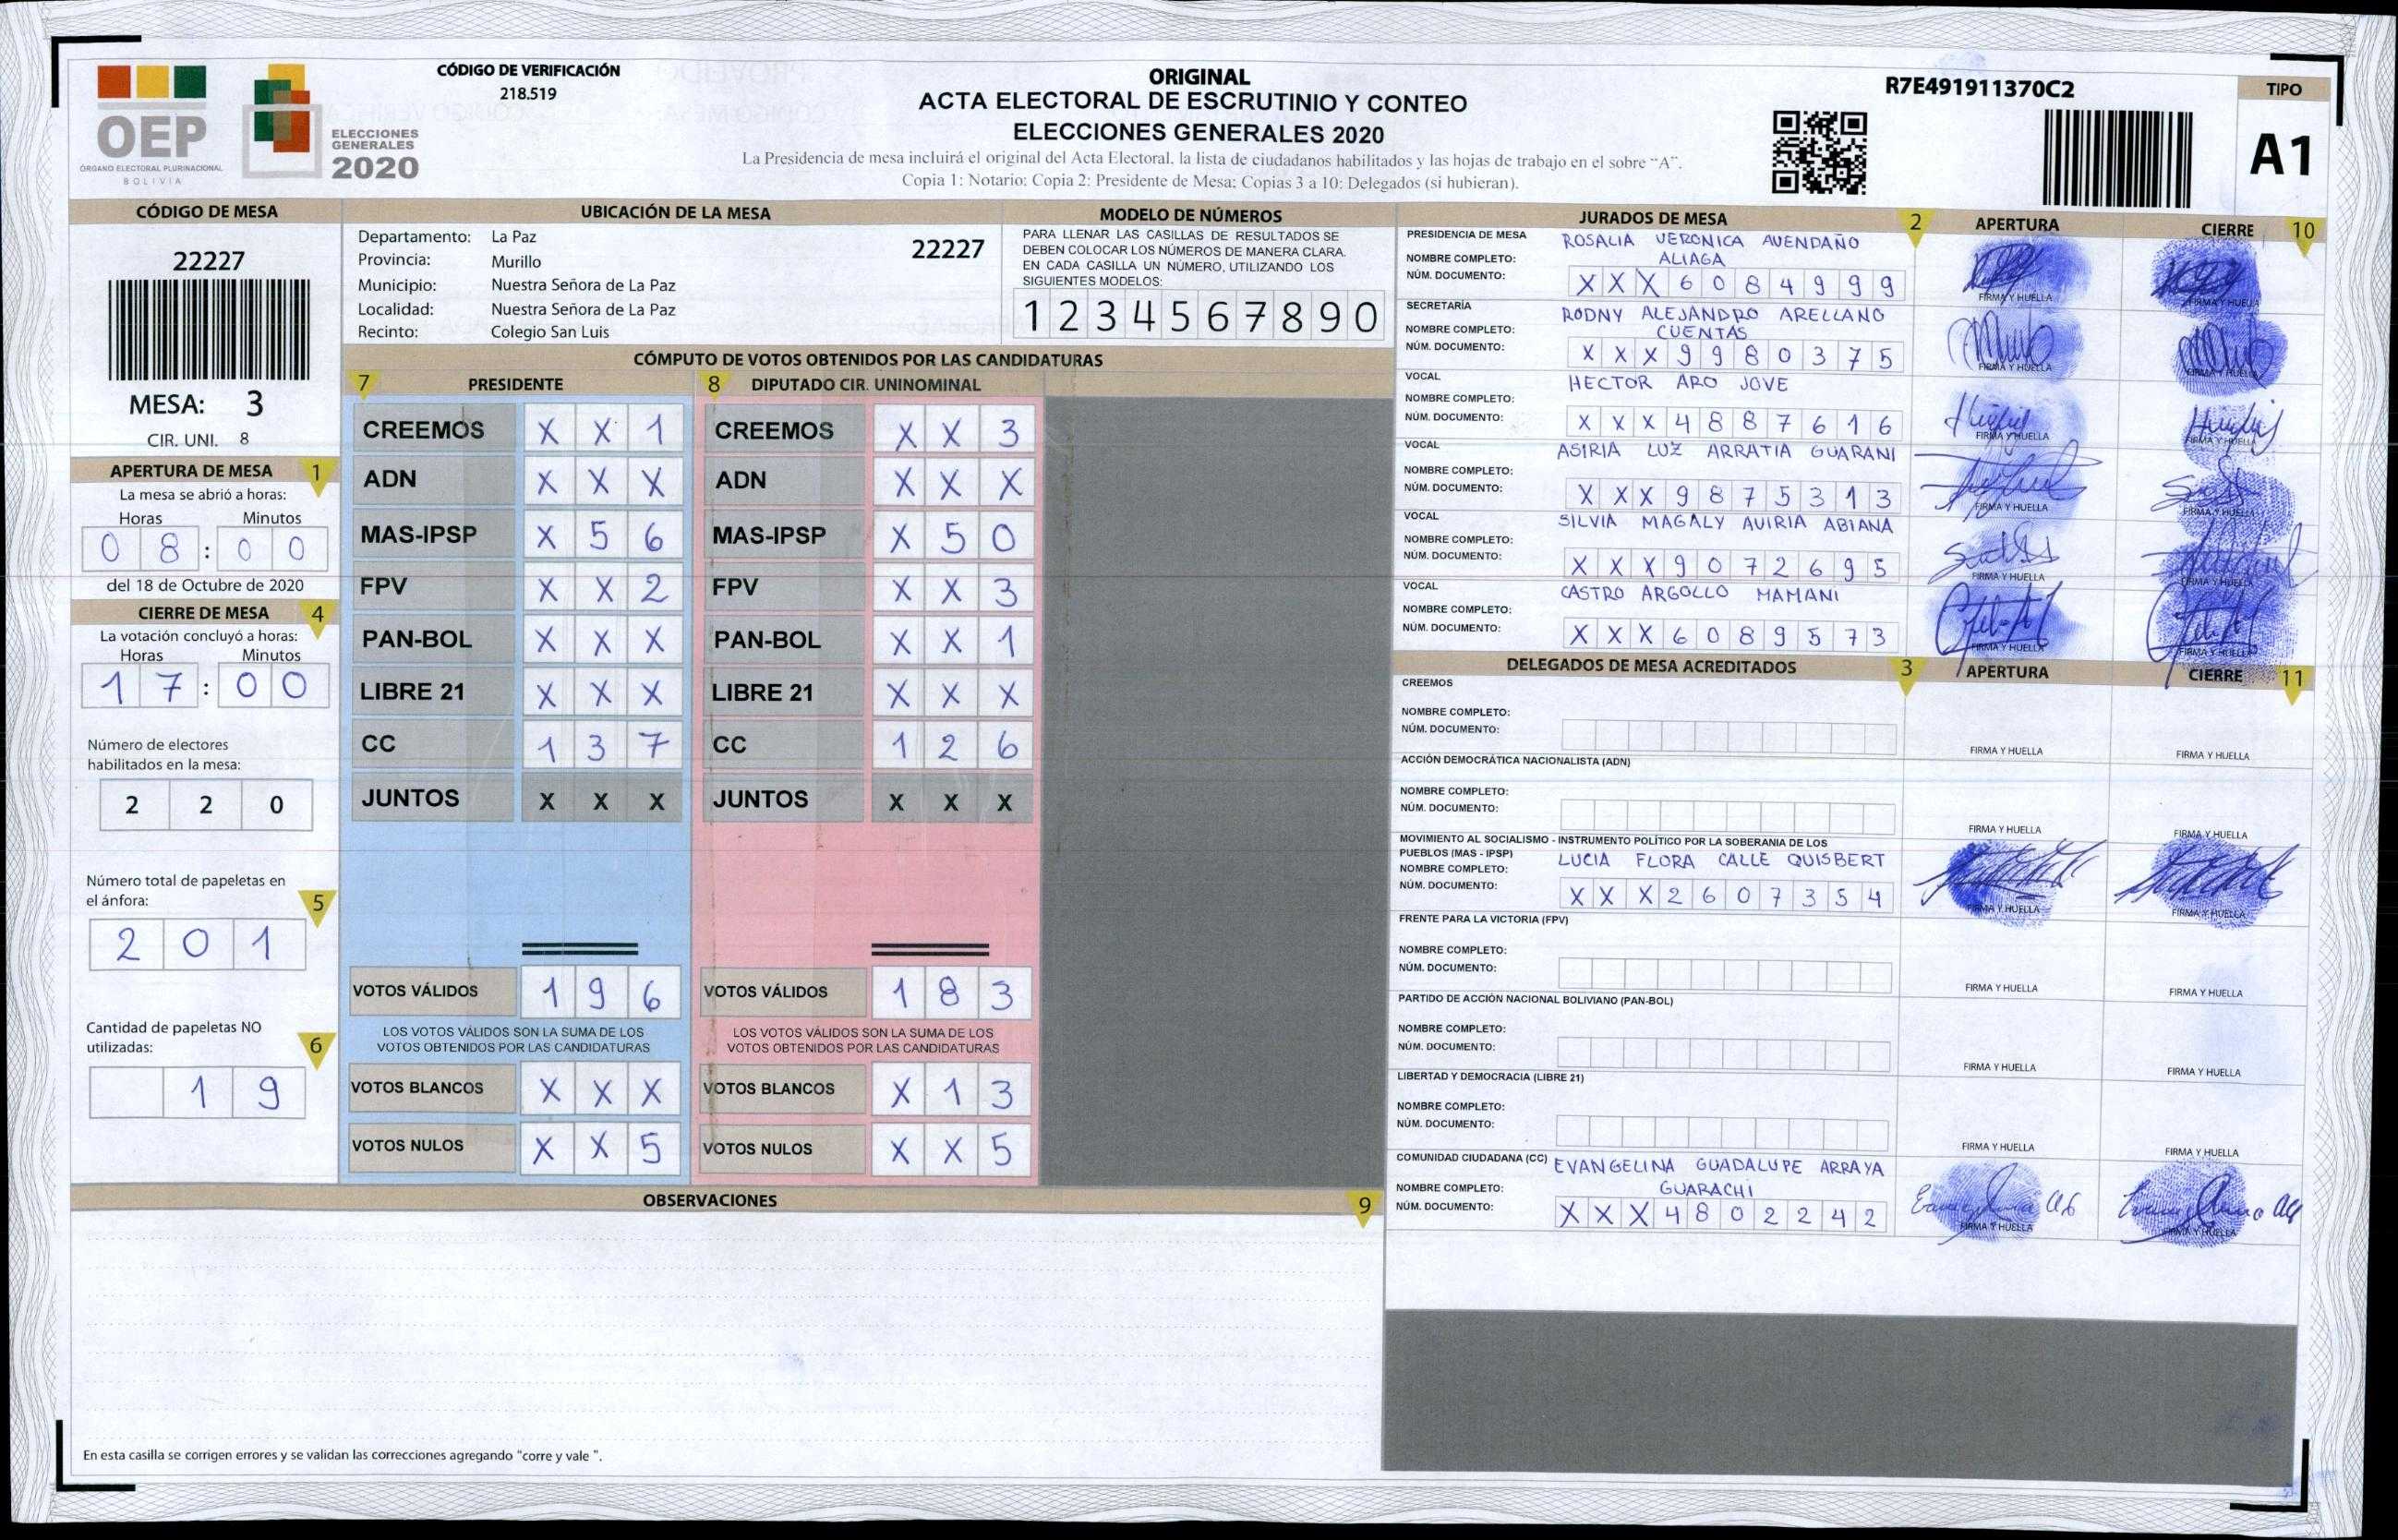 CÓDIGO DE VERIFICACIÓN
218.519
OEP
ÓRGANO ELECTORAL PLURINACIONAL
BOLIVIA
ELECCIONES
GENERALES
2020
ORIGINAL
ACTA ELECTORAL DE ESCRUTINIO Y CONTEO
ELECCIONES GENERALES 2020
La Presidencia de mesa incluirá el original del Acta Electoral, la lista de ciudadanos habilitados y las hojas de trabajo en el sobre "A".
Copia 1: Notario; Copia 2: Presidente de Mesa; Copias 3 a 10: Delegados (si hubieran).
R7E491911370C2
TIPO
A1
CÓDIGO DE MESA
22227
MESA: 3
CIR. UNI. 8
APERTURA DE MESA 1
La mesa se abrió a horas:
Horas Minutos
0 8 : 0 0
del 18 de Octubre de 2020
CIERRE DE MESA 4
La votación concluyó a horas:
Horas Minutos
1 7 : 0 0
Número de electores
habilitados en la mesa:
2 2 0
Número total de papeletas en
el ánfora: 5
2 0 1
Cantidad de papeletas NO
utilizadas: 6
1 9
UBICACIÓN DE LA MESA
Departamento: La Paz 22227
Provincia: Murillo
Municipio: Nuestra Señora de La Paz
Localidad: Nuestra Señora de La Paz
Recinto: Colegio San Luis
MODELO DE NÚMEROS
PARA LLENAR LAS CASILLAS DE RESULTADOS SE
DEBEN COLOCAR LOS NÚMEROS DE MANERA CLARA.
EN CADA CASILLA UN NÚMERO, UTILIZANDO LOS
SIGUIENTES MODELOS:
1 2 3 4 5 6 7 8 9 0
CÓMPUTO DE VOTOS OBTENIDOS POR LAS CANDIDATURAS
7 PRESIDENTE 8 DIPUTADO CIR. UNINOMINAL
CREEMOS X X 1 CREEMOS X X 3
ADN X X X ADN X X X
MAS-IPSP X 5 6 MAS-IPSP X 5 0
FPV X X 2 FPV X X 3
PAN-BOL X X X PAN-BOL X X 1
LIBRE 21 X X X LIBRE 21 X X X
CC 1 3 7 CC 1 2 6
JUNTOS X X X JUNTOS X X X
VOTOS VÁLIDOS 1 9 6 VOTOS VÁLIDOS 1 8 3
LOS VOTOS VÁLIDOS SON LA SUMA DE LOS LOS VOTOS VÁLIDOS SON LA SUMA DE LOS
VOTOS OBTENIDOS POR LAS CANDIDATURAS VOTOS OBTENIDOS POR LAS CANDIDATURAS
VOTOS BLANCOS X X X VOTOS BLANCOS X 1 3
VOTOS NULOS X X 5 VOTOS NULOS X X 5
OBSERVACIONES 9
En esta casilla se corrigen errores y se validan las correcciones agregando "corre y vale ".
JURADOS DE MESA 2 APERTURA CIERRE 10
PRESIDENCIA DE MESA ROSALIA VERONICA AVENDAÑO
NOMBRE COMPLETO: ALIAGA
NÚM. DOCUMENTO: X X X 6 0 8 4 9 9 9 FIRMA Y HUELLA FIRMA Y HUELLA
SECRETARÍA RODNY ALEJANDRO ARELLANO
NOMBRE COMPLETO: CUENTAS
NÚM. DOCUMENTO: X X X 9 9 8 0 3 7 5 FIRMA Y HUELLA FIRMA Y HUELLA
VOCAL HECTOR ARO JOVE
NOMBRE COMPLETO:
NÚM. DOCUMENTO: X X X 4 8 8 7 6 1 6 FIRMA Y HUELLA FIRMA Y HUELLA
VOCAL ASIRIA LUZ ARRATIA GUARANI
NOMBRE COMPLETO:
NÚM. DOCUMENTO: X X X 9 8 7 5 3 1 3 FIRMA Y HUELLA FIRMA Y HUELLA
VOCAL SILVIA MAGALY AVIRIA ABIANA
NOMBRE COMPLETO:
NÚM. DOCUMENTO: X X X 9 0 7 2 6 9 5 FIRMA Y HUELLA FIRMA Y HUELLA
VOCAL CASTRO ARGOLLO MAMANI
NOMBRE COMPLETO:
NÚM. DOCUMENTO: X X X 6 0 8 9 5 7 3 FIRMA Y HUELLA FIRMA Y HUELLA
DELEGADOS DE MESA ACREDITADOS 3 APERTURA CIERRE 11
CREEMOS
NOMBRE COMPLETO:
NÚM. DOCUMENTO: FIRMA Y HUELLA FIRMA Y HUELLA
ACCIÓN DEMOCRÁTICA NACIONALISTA (ADN)
NOMBRE COMPLETO:
NÚM. DOCUMENTO: FIRMA Y HUELLA FIRMA Y HUELLA
MOVIMIENTO AL SOCIALISMO - INSTRUMENTO POLÍTICO POR LA SOBERANIA DE LOS
PUEBLOS (MAS - IPSP) LUCIA FLORA CALLE QUISBERT
NOMBRE COMPLETO:
NÚM. DOCUMENTO: X X X 2 6 0 7 3 5 4 FIRMA Y HUELLA FIRMA Y HUELLA
FRENTE PARA LA VICTORIA (FPV)
NOMBRE COMPLETO:
NÚM. DOCUMENTO: FIRMA Y HUELLA FIRMA Y HUELLA
PARTIDO DE ACCIÓN NACIONAL BOLIVIANO (PAN-BOL)
NOMBRE COMPLETO:
NÚM. DOCUMENTO: FIRMA Y HUELLA FIRMA Y HUELLA
LIBERTAD Y DEMOCRACIA (LIBRE 21)
NOMBRE COMPLETO:
NÚM. DOCUMENTO: FIRMA Y HUELLA FIRMA Y HUELLA
COMUNIDAD CIUDADANA (CC) EVANGELINA GUADALUPE ARRAYA
NOMBRE COMPLETO: GUARACHI
NÚM. DOCUMENTO: X X X 4 8 0 2 2 4 2 FIRMA Y HUELLA FIRMA Y HUELLA